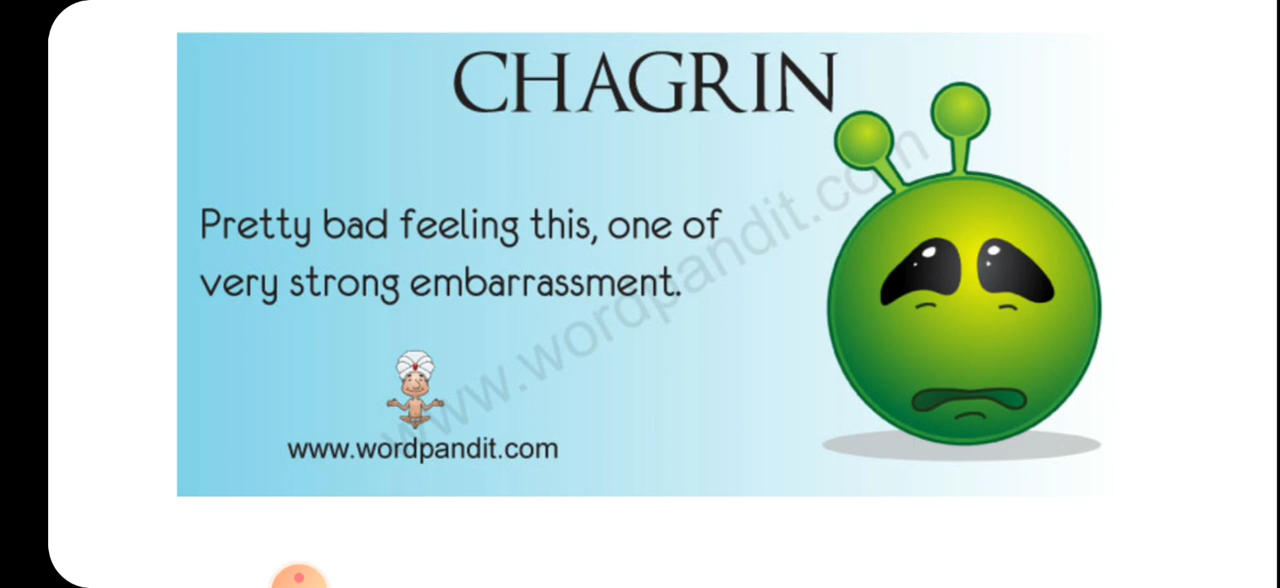 CHAGRIN
Pretty bad feeling this, one of
very strong embarrassment.
www.wordpandit.com
www.wordpandit.com